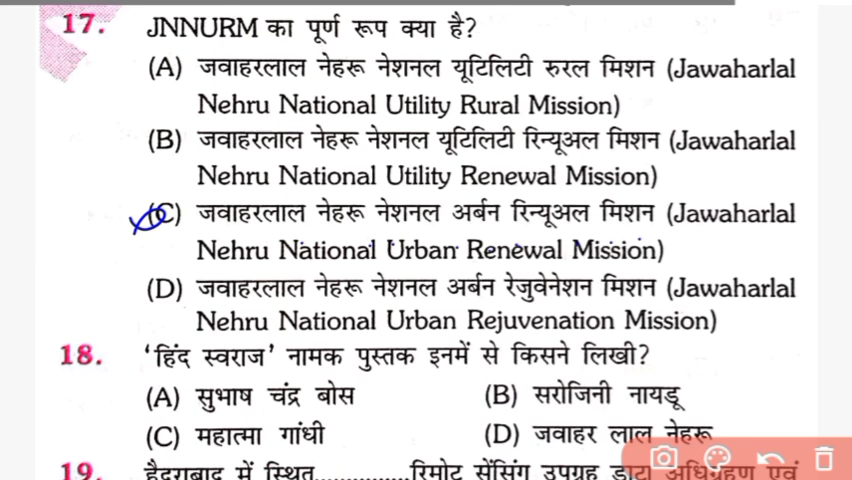 17. JNNURM का पूर्ण रूप क्या है?
(A) जवाहरलाल नेहरू नेशनल यूटिलिटी रुरल मिशन (Jawaharlal
Nehru National Utility Rural Mission)
(B) जवाहरलाल नेहरू नेशनल यूटिलिटी रिन्यूअल मिशन (Jawaharlal
Nehru National Utility Renewal Mission)
(C) जवाहरलाल नेहरू नेशनल अर्बन रिन्यूअल मिशन (Jawaharlal
Nehru National Urban Renewal Mission)
(D) जवाहरलाल नेहरू नेशनल अर्बन रेजुवेनेशन मिशन (Jawaharlal
Nehru National Urban Rejuvenation Mission)
18. 'हिंद स्वराज' नामक पुस्तक इनमें से किसने लिखी?
(A) सुभाष चंद्र बोस (B) सरोजिनी नायडू
(C) महात्मा गांधी (D) जवाहर लाल नेहरू
19. हैदराबाद में स्थित..............रिमोट सेंसिंग उपग्रह डाटा अधिग्रहण एवं